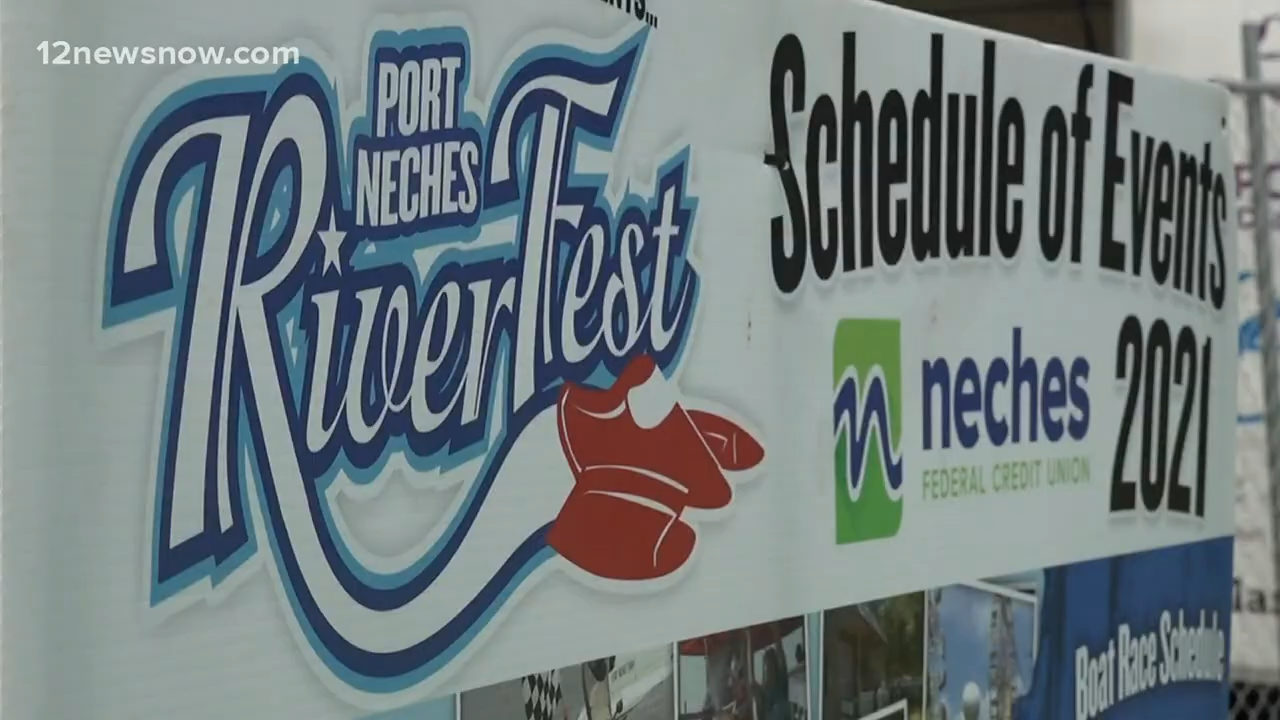 12newsnow.com
PORT
NECHES
RiverFest
Schedule of Events
2021
neches
FEDERAL CREDIT UNION
Boat Race Schedule